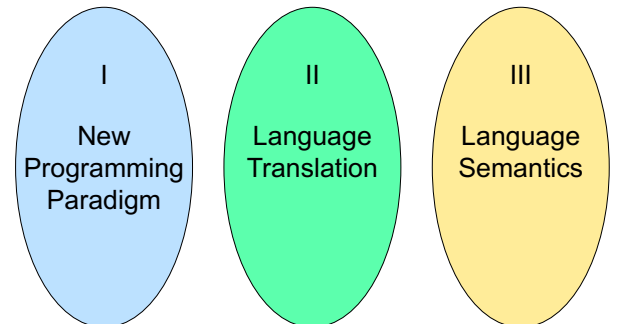 I
New
Programming
Paradigm
II
Language
Translation
III
Language
Semantics